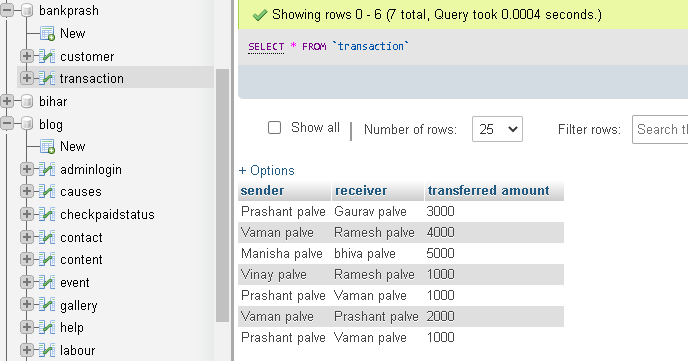 bankprash
New
customer
transaction
bihar
blog
New
adminlogin
causes
checkpaidstatus
contact
content
event
gallery
help
labour
Showing rows 0 - 6 (7 total, Query took 0.0004 seconds.)
SELECT * FROM `transaction`
Show all | Number of rows: 25 Filter rows: Search th
+ Options
sender receiver transferred amount
Prashant palve Gaurav palve 3000
Vaman palve Ramesh palve 4000
Manisha palve bhiva palve 5000
Vinay palve Ramesh palve 1000
Prashant palve Vaman palve 1000
Vaman palve Prashant palve 2000
Prashant palve Vaman palve 1000